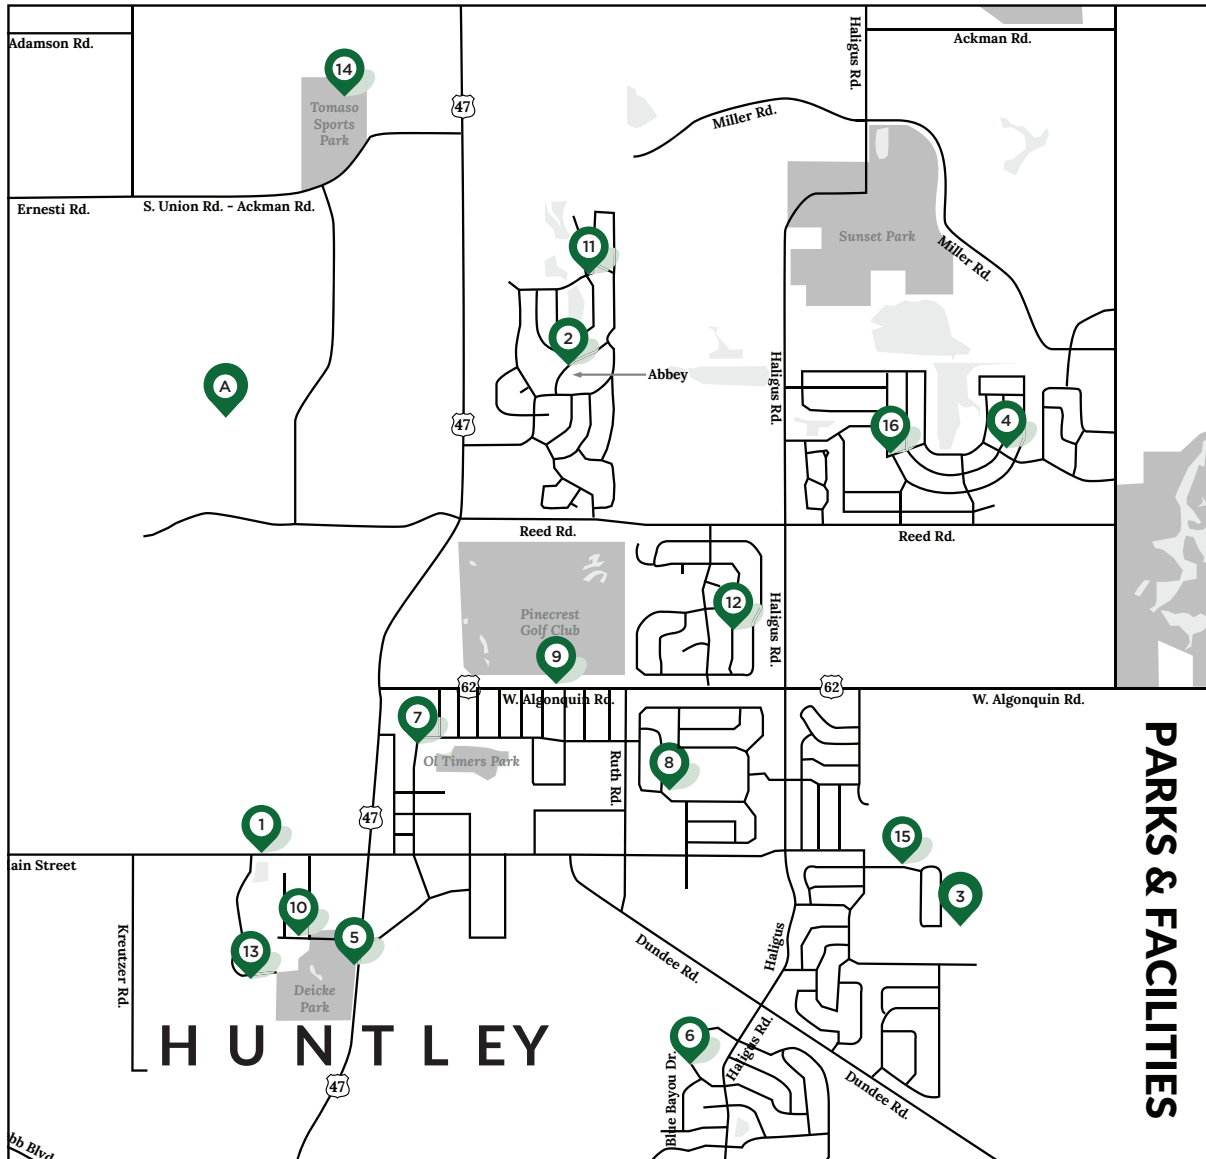 Adamson Rd.
14
Tomaso
Sports
Park
47
Haligus Rd.
Ackman Rd.
Miller Rd.
Ernesti Rd.
S. Union Rd. - Ackman Rd.
11
Sunset Park
Miller Rd.
2
Abbey
A
Haligus Rd.
47
16
4
Reed Rd.
Reed Rd.
Pinecrest
Golf Club
12
Haligus Rd.
9
62
62
W. Algonquin Rd.
W. Algonquin Rd.
7
Ol Timers Park
Ruth Rd.
8
PARKS & FACILITIES
47
1
15
ain Street
3
10
5
13
Kreutzer Rd.
Deicke
Park
Dundee Rd.
Haligus
HUNTLEY
6
Haligus Rd.
Blue Bayou Dr.
Dundee Rd.
47
bb Blvd